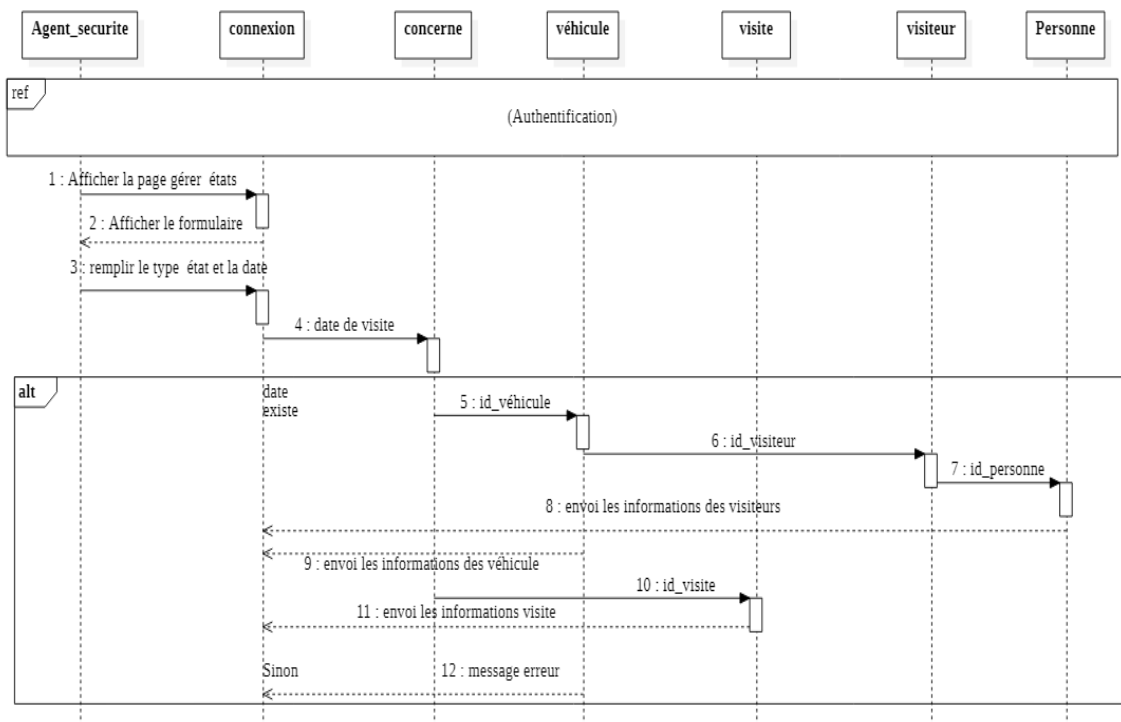 Agent_securite
connexion
concerne
véhicule
visite
visiteur
Personne
ref
(Authentification)
1 : Afficher la page gérer états
2 : Afficher le formulaire
3 : remplir le type état et la date
4 : date de visite
alt
date
existe
5 : id_véhicule
6 : id_visiteur
7 : id_personne
8 : envoi les informations des visiteurs
9 : envoi les informations des véhicule
10 : id_visite
11 : envoi les informations visite
Sinon
12 : message erreur